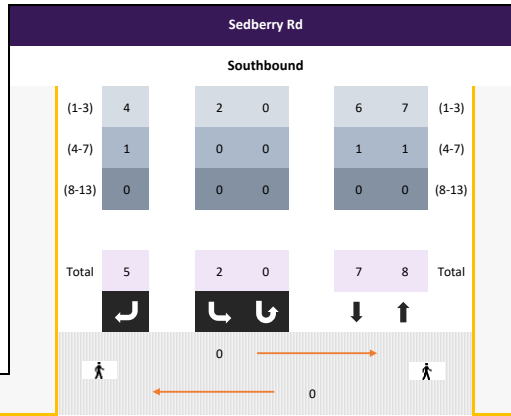 Sedberry Rd
Southbound
(1-3) 4 2 0 6 7 (1-3)
(4-7) 1 0 0 1 1 (4-7)
(8-13) 0 0 0 0 0 (8-13)
Total 5 2 0 7 8 Total
0
0